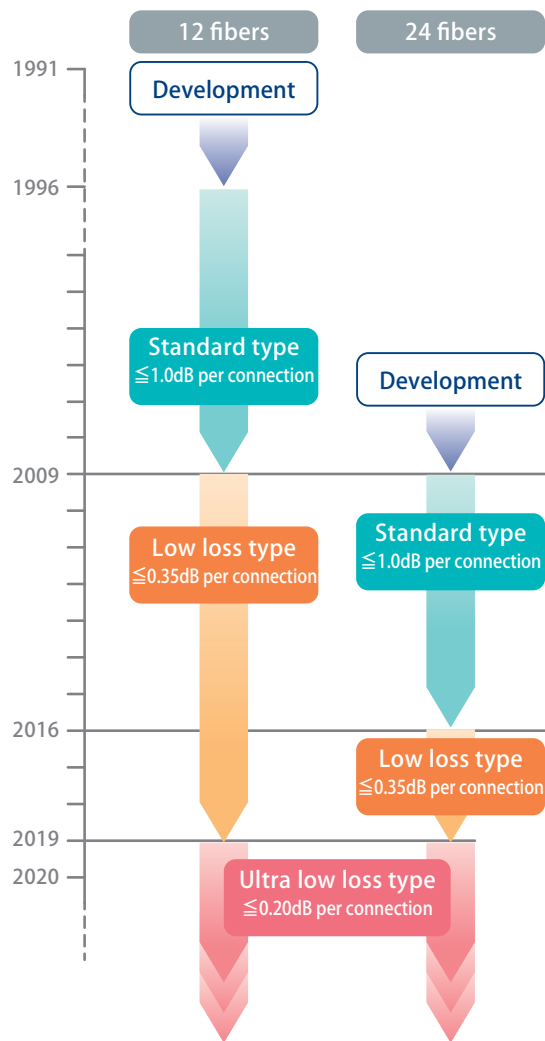 12 fibers
24 fibers
1991
Development
1996
Standard type
≦1.0dB per connection
Development
2009
Low loss type
≦0.35dB per connection
Standard type
≦1.0dB per connection
2016
Low loss type
≦0.35dB per connection
2019
2020
Ultra low loss type
≦0.20dB per connection